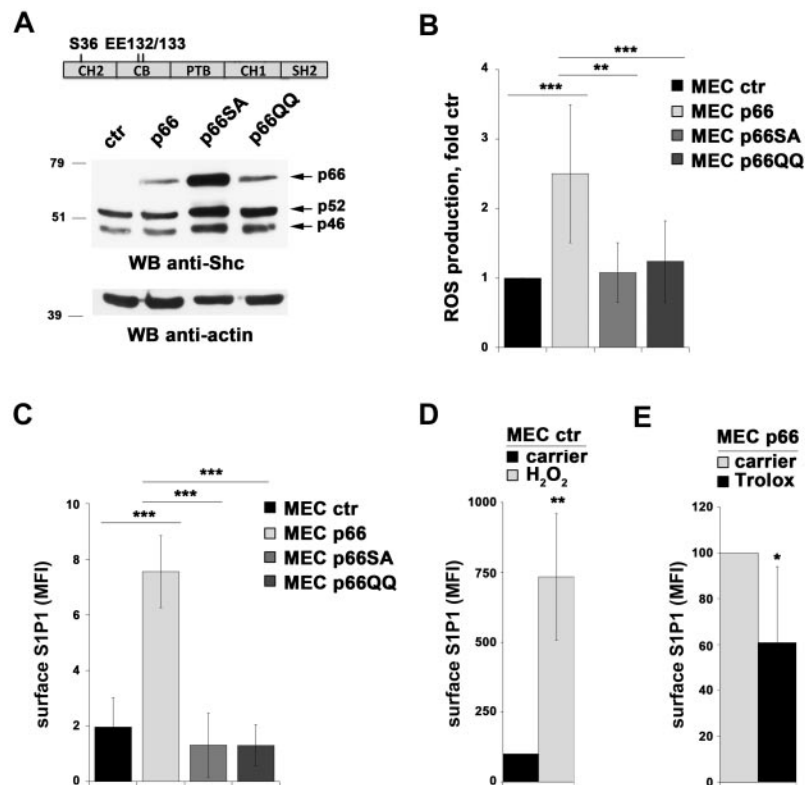 A
S36 EE132/133
CH2 CB PTB CH1 SH2
ctr p66 p66SA p66QQ
79
51
p66
p52
p46
WB anti-Shc
39
WB anti-actin
B
***
***
**
ROS production, fold ctr
4
3
2
1
0
MEC ctr
MEC p66
MEC p66SA
MEC p66QQ
C
***
***
***
surface S1P1 (MFI)
8
6
4
2
0
MEC ctr
MEC p66
MEC p66SA
MEC p66QQ
D
MEC ctr
carrier
H₂O₂
**
surface S1P1 (MFI)
1000
750
500
250
0
E
MEC p66
carrier
Trolox
*
surface S1P1 (MFI)
120
100
80
60
40
20
0